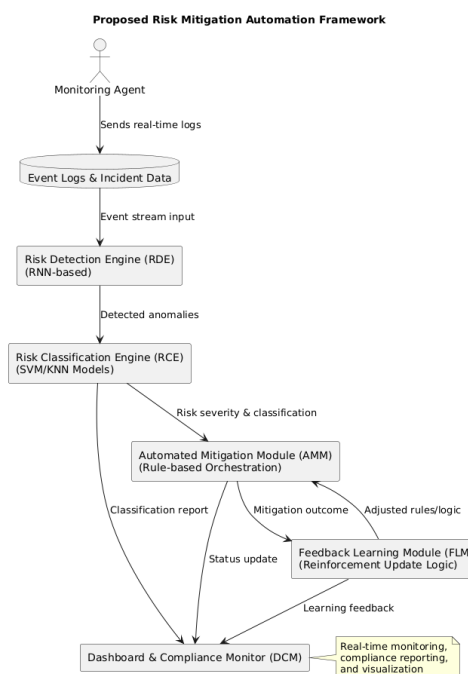 Proposed Risk Mitigation Automation Framework
Monitoring Agent
Sends real-time logs
Event Logs & Incident Data
Event stream input
Risk Detection Engine (RDE)
(RNN-based)
Detected anomalies
Risk Classification Engine (RCE)
(SVM/KNN Models)
Risk severity & classification
Automated Mitigation Module (AMM)
(Rule-based Orchestration)
Classification report
Mitigation outcome
Adjusted rules/logic
Status update
Feedback Learning Module (FLM
(Reinforcement Update Logic)
Learning feedback
Dashboard & Compliance Monitor (DCM)
Real-time monitoring,
compliance reporting,
and visualization